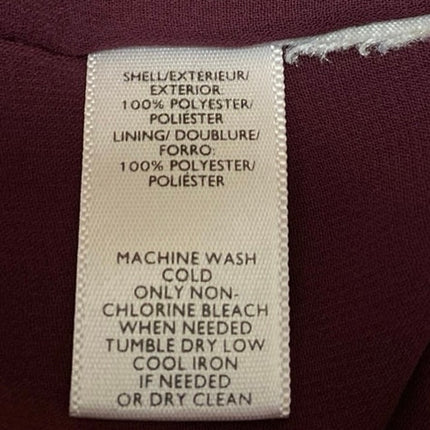 SHELL/EXTÉRIEUR/
EXTERIOR:
100% POLYESTER/
POLIÉSTER
LINING/ DOUBLURE/
FORRO:
100% POLYESTER/
POLIÉSTER
MACHINE WASH
COLD
ONLY NON-
CHLORINE BLEACH
WHEN NEEDED
TUMBLE DRY LOW
COOL IRON
IF NEEDED
OR DRY CLEAN